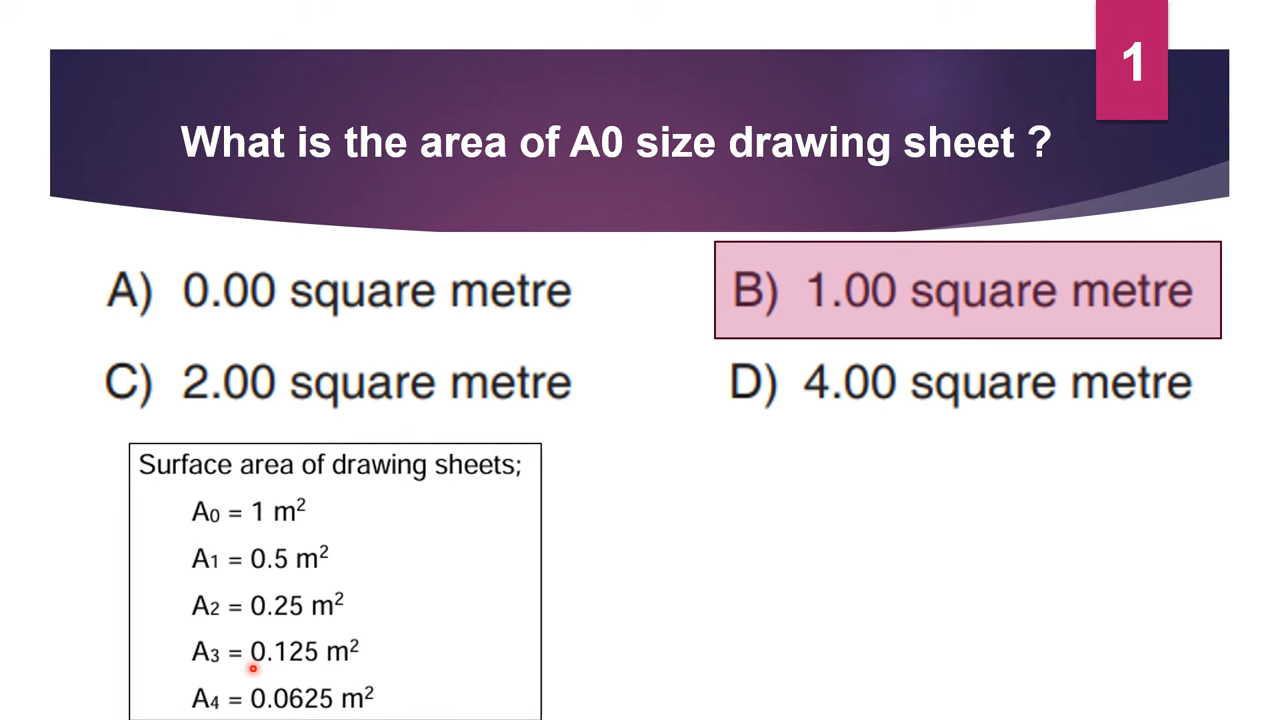 1
What is the area of A0 size drawing sheet ?
A) 0.00 square metre
B) 1.00 square metre
C) 2.00 square metre
D) 4.00 square metre
Surface area of drawing sheets;
A₀ = 1 m²
A₁ = 0.5 m²
A₂ = 0.25 m²
A₃ = 0.125 m²
A₄ = 0.0625 m²